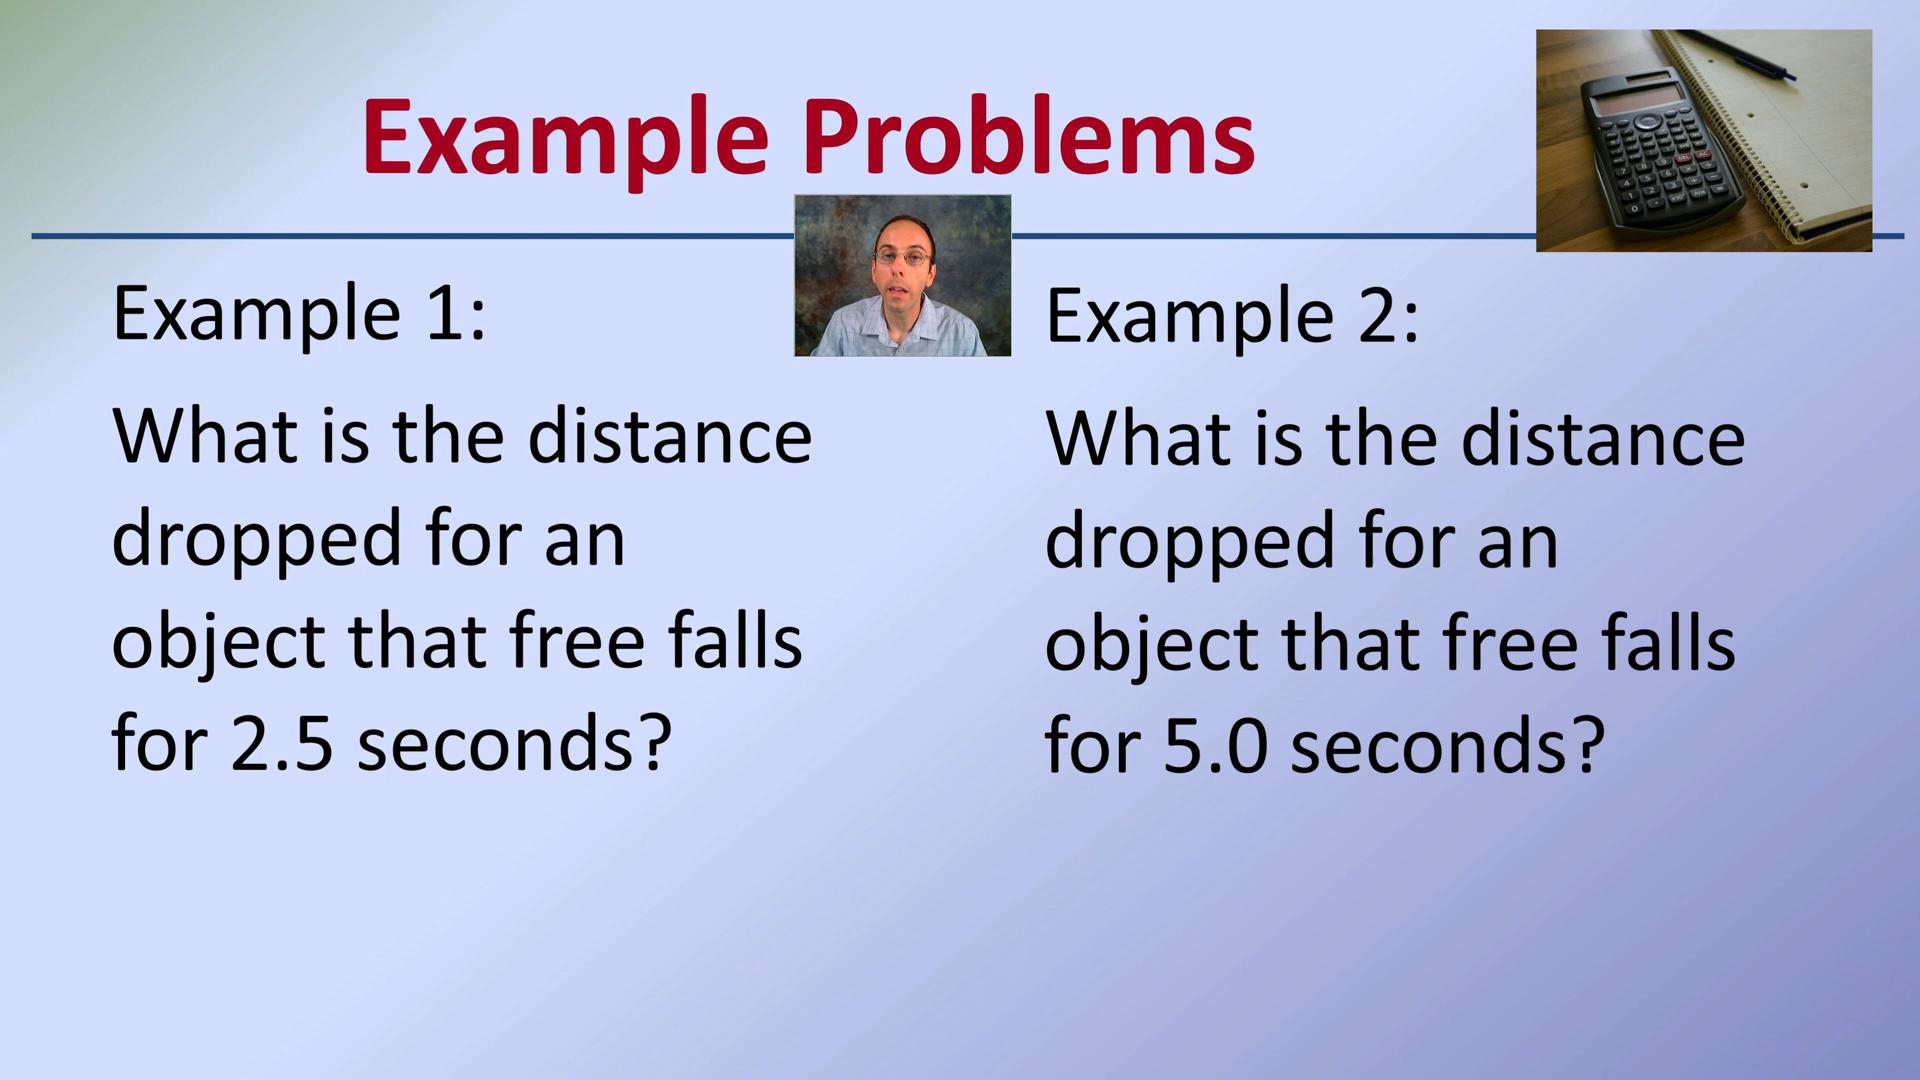 Example Problems
Example 1:
What is the distance
dropped for an
object that free falls
for 2.5 seconds?
Example 2:
What is the distance
dropped for an
object that free falls
for 5.0 seconds?